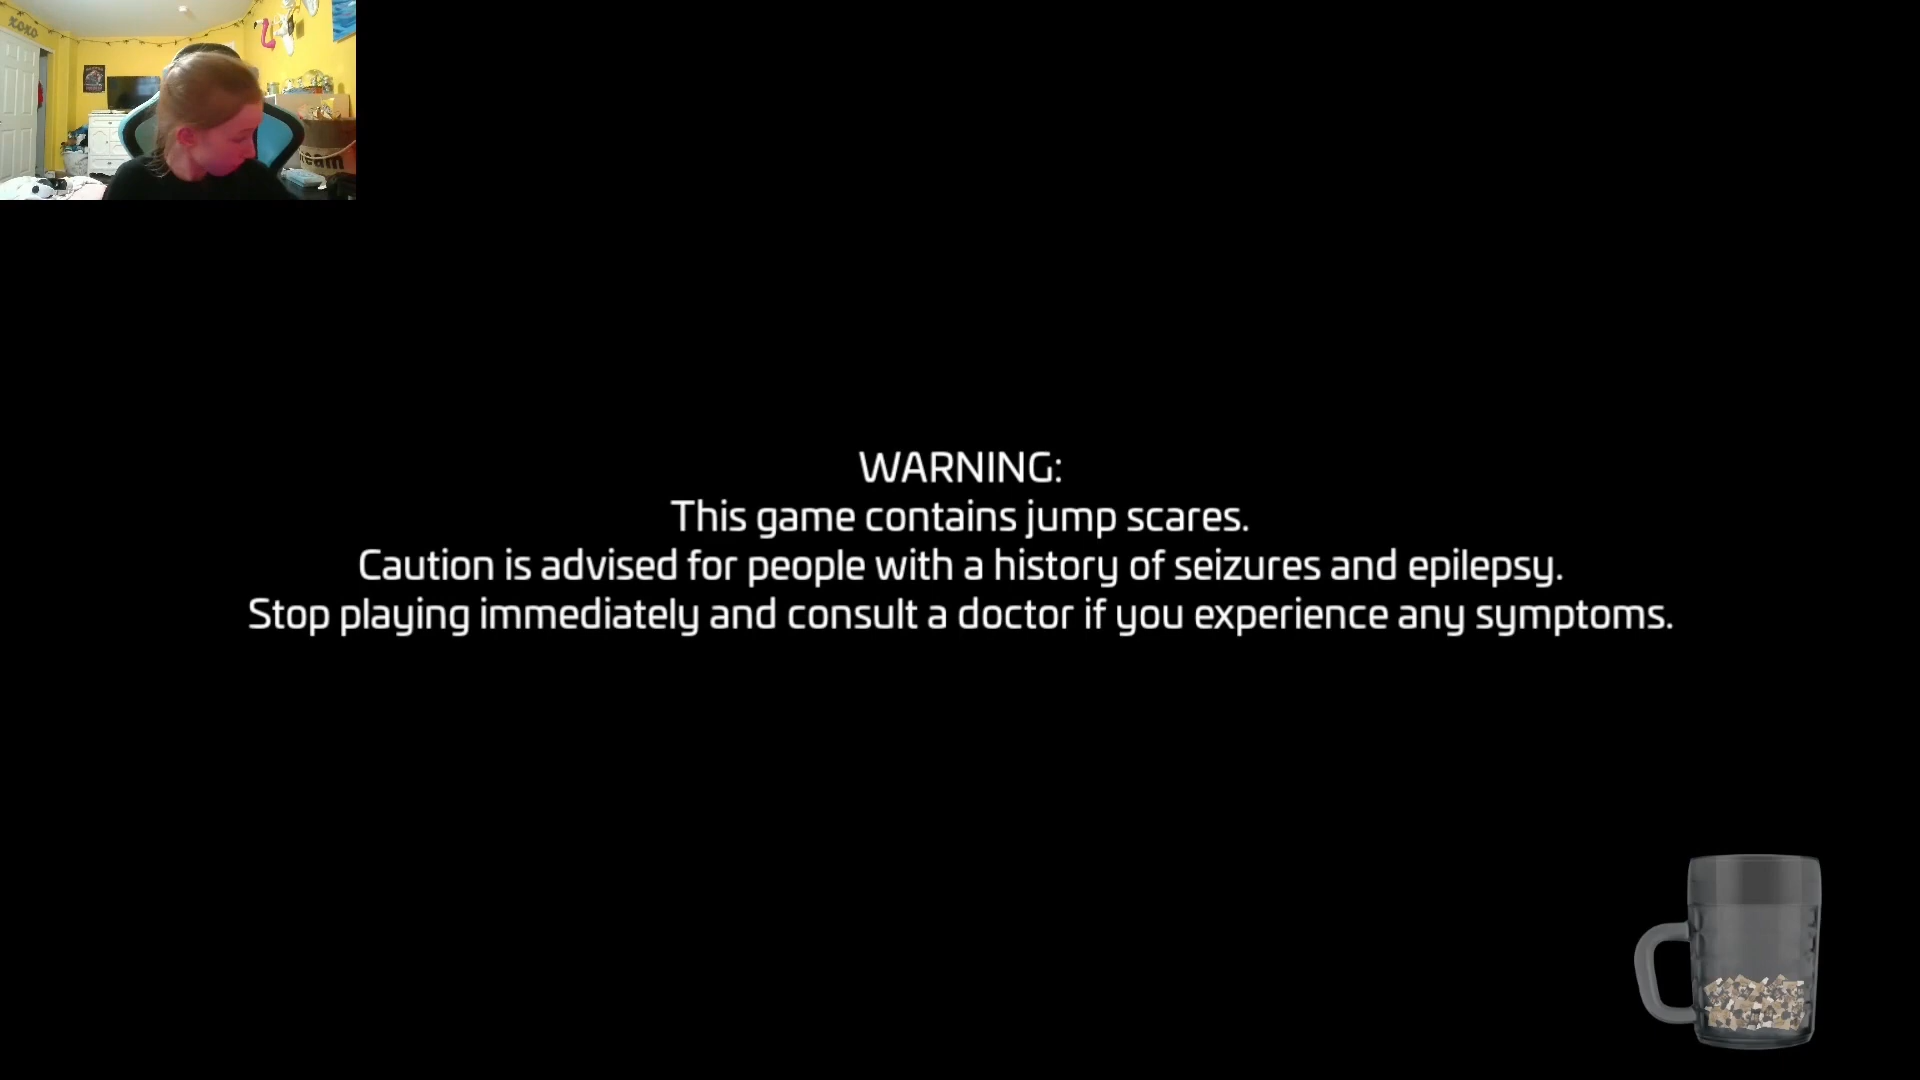 xoxo
WARNING:
This game contains jump scares.
Caution is advised for people with a history of seizures and epilepsy.
Stop playing immediately and consult a doctor if you experience any symptoms.